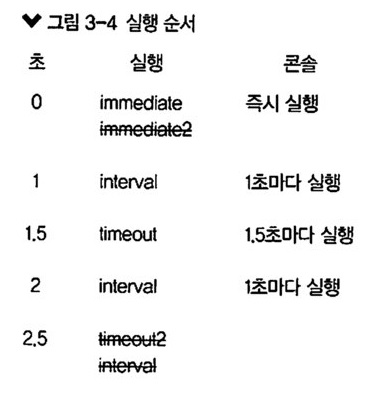 ❤ 그림 3-4 실행 순서
초 실행 콘솔
0 immediate 즉시 실행
immediate2
1 interval 1초마다 실행
1.5 timeout 1.5초마다 실행
2 interval 1초마다 실행
2.5 timeout2
interval